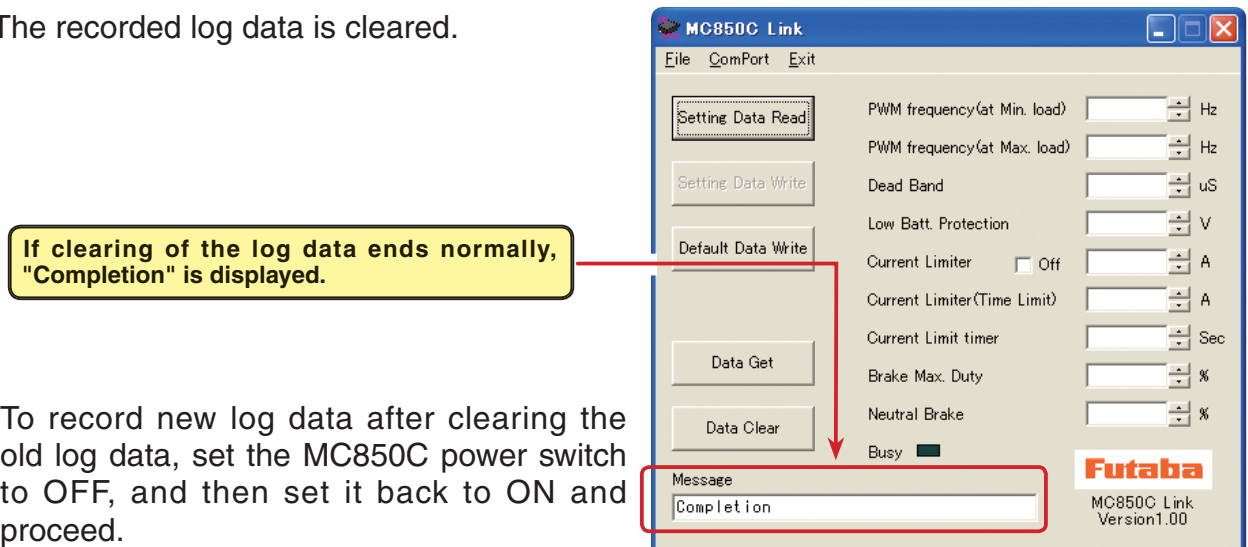 The recorded log data is cleared.
If clearing of the log data ends normally,
"Completion" is displayed.
To record new log data after clearing the
old log data, set the MC850C power switch
to OFF, and then set it back to ON and
proceed.
MC850C Link
File ComPort Exit
Setting Data Read
Setting Data Write
Default Data Write
Data Get
Data Clear
PWM frequency(at Min. load) Hz
PWM frequency(at Max. load) Hz
Dead Band uS
Low Batt. Protection V
Current Limiter Off A
Current Limiter(Time Limit) A
Current Limit timer Sec
Brake Max. Duty %
Neutral Brake %
Busy
Message
Completion
Futaba
MC850C Link
Version1.00